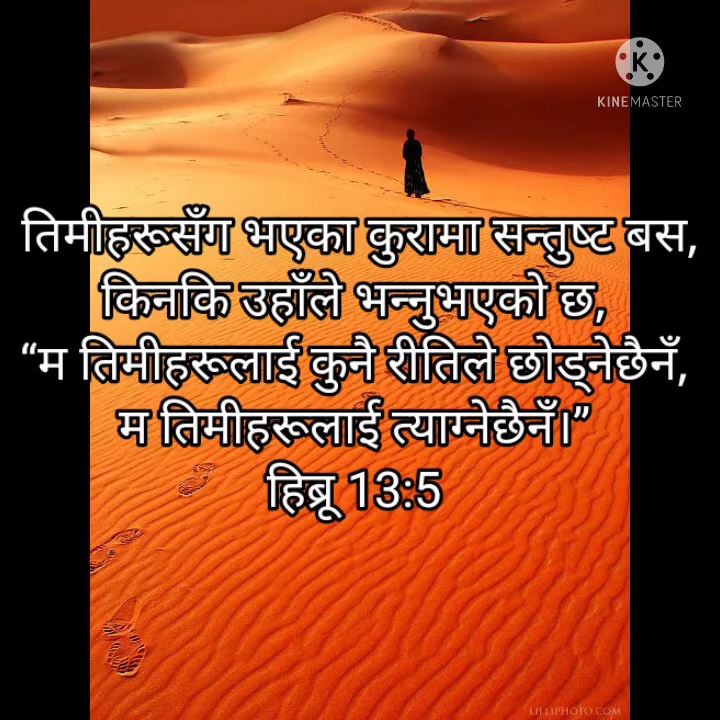 KINEMASTER
तिमीहरूसँग भएका कुरामा सन्तुष्ट बस,
किनकि उहाँले भन्नुभएको छ,
“म तिमीहरूलाई कुनै रीतिले छोड्नेछैनँ,
म तिमीहरूलाई त्याग्नेछैनँ।”
हिब्रू 13:5
LILLIPHOTO.COM